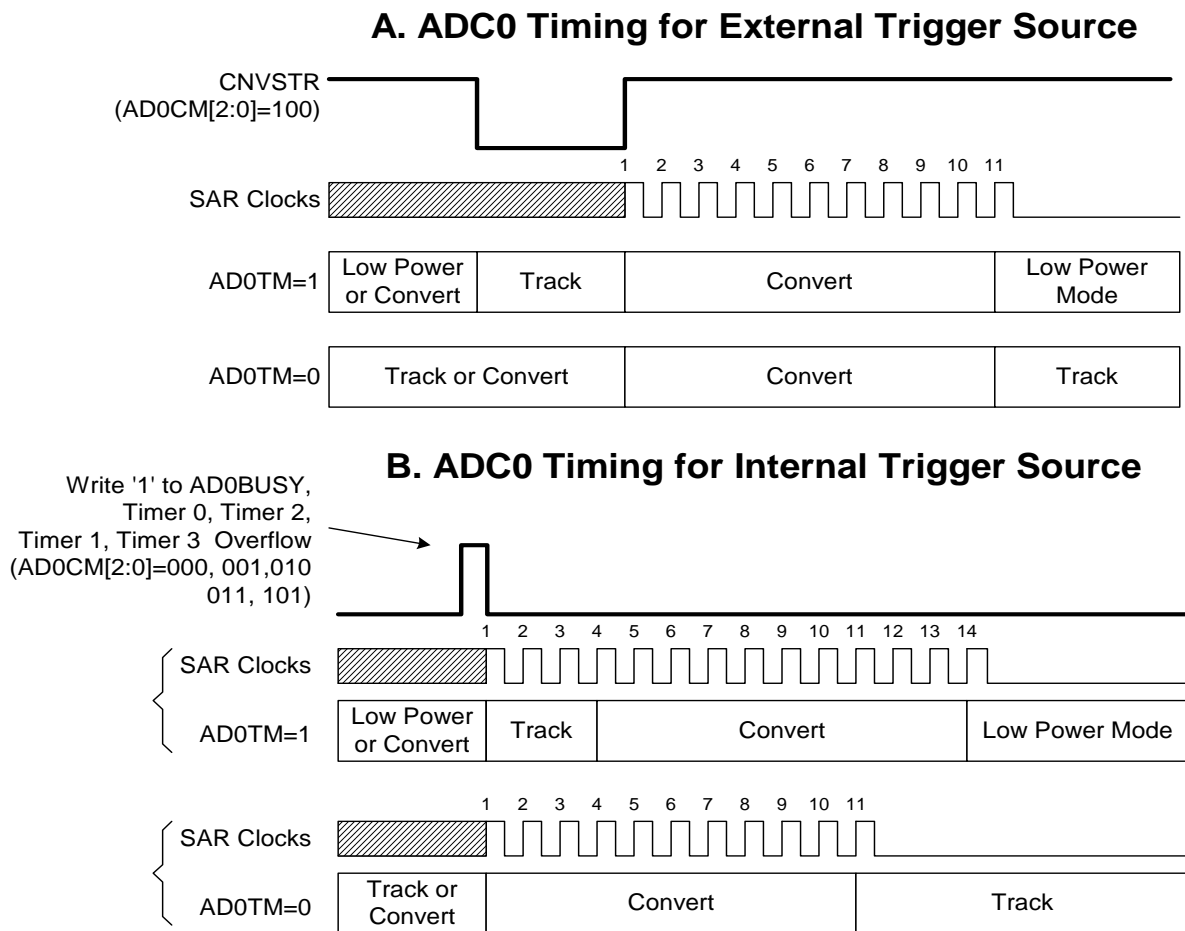 A. ADC0 Timing for External Trigger Source
CNVSTR
(AD0CM[2:0]=100)
1 2 3 4 5 6 7 8 9 10 11
SAR Clocks
AD0TM=1
Low Power
or Convert
Track
Convert
Low Power
Mode
AD0TM=0
Track or Convert
Convert
Track
B. ADC0 Timing for Internal Trigger Source
Write '1' to AD0BUSY,
Timer 0, Timer 2,
Timer 1, Timer 3 Overflow
(AD0CM[2:0]=000, 001,010
011, 101)
1 2 3 4 5 6 7 8 9 10 11 12 13 14
SAR Clocks
AD0TM=1
Low Power
or Convert
Track
Convert
Low Power Mode
1 2 3 4 5 6 7 8 9 10 11
SAR Clocks
AD0TM=0
Track or
Convert
Convert
Track